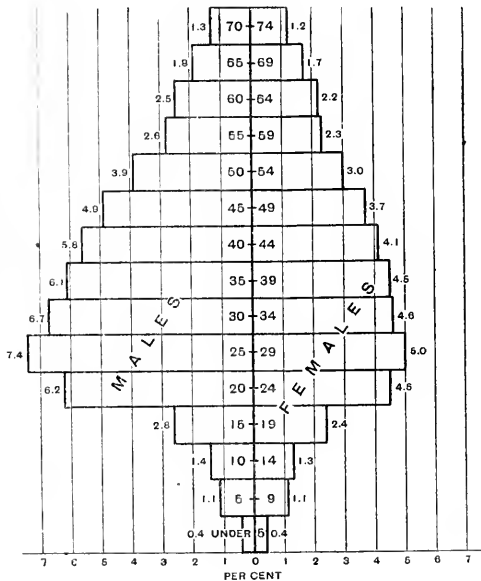 1.3 70 74 1.2
1.9 65 69 1.7
2.5 60 64 2.2
2.6 55 59 2.3
3.9 50 54 3.0
4.9 45 49 3.7
5.8 40 44 4.1
6.1 35 39 4.5
6.7 30 34 4.6
7.4 25 29 5.0
6.2 20 24 4.5
2.8 15 19 2.4
1.4 10 14 1.3
1.1 5 9 1.1
0.4 UNDER 5 0.4
MALES
FEMALES
7 6 5 4 3 2 1 0 1 2 3 4 5 6 7
PER CENT